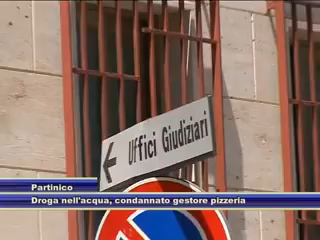 Uffici Giudiziari
Partinico
Droga nell'acqua, condannato gestore pizzeria